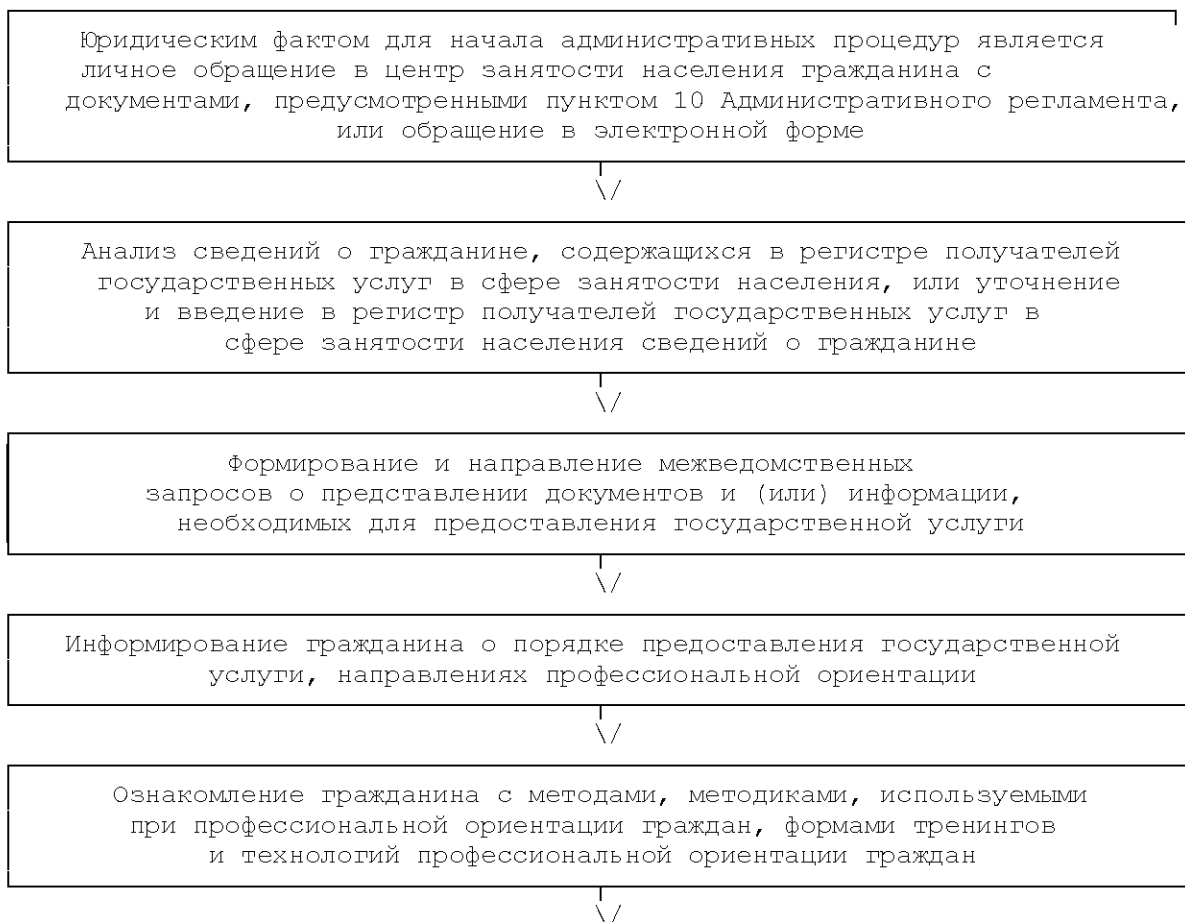 Юридическим фактом для начала административных процедур является
личное обращение в центр занятости населения гражданина с
документами, предусмотренными пунктом 10 Административного регламента,
или обращение в электронной форме
\/
Анализ сведений о гражданине, содержащихся в регистре получателей
государственных услуг в сфере занятости населения, или уточнение
и введение в регистр получателей государственных услуг в
сфере занятости населения сведений о гражданине
\/
Формирование и направление межведомственных
запросов о представлении документов и (или) информации,
необходимых для предоставления государственной услуги
\/
Информирование гражданина о порядке предоставления государственной
услуги, направлениях профессиональной ориентации
\/
Ознакомление гражданина с методами, методиками, используемыми
при профессиональной ориентации граждан, формами тренингов
и технологий профессиональной ориентации граждан
\/